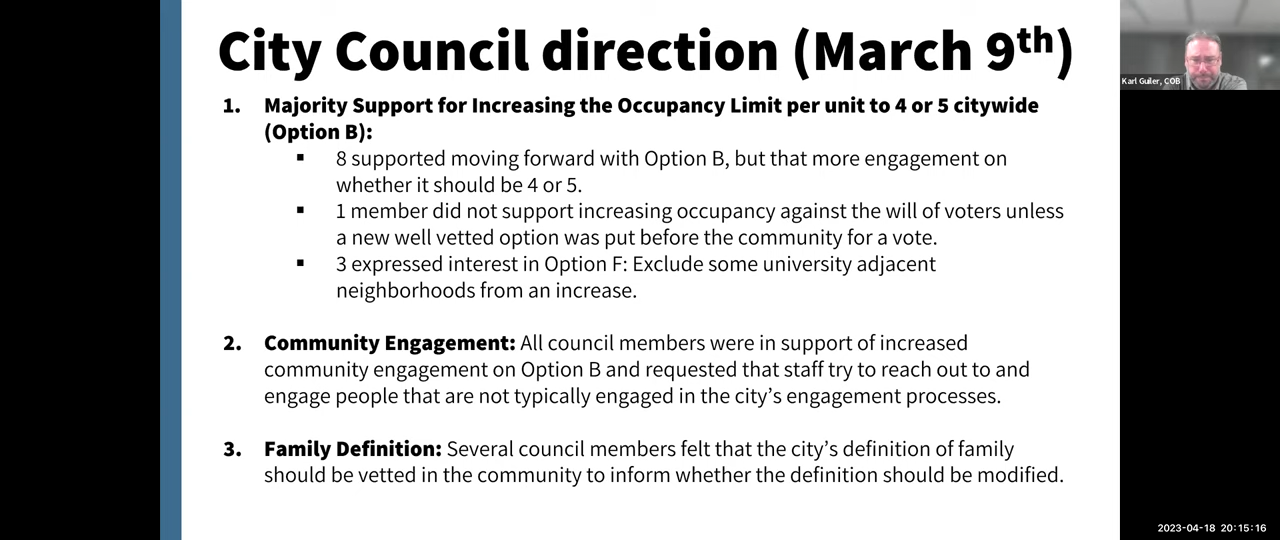 City Council direction (March 9th)
1. Majority Support for Increasing the Occupancy Limit per unit to 4 or 5 citywide
(Option B):
▪ 8 supported moving forward with Option B, but that more engagement on
whether it should be 4 or 5.
▪ 1 member did not support increasing occupancy against the will of voters unless
a new well vetted option was put before the community for a vote.
▪ 3 expressed interest in Option F: Exclude some university adjacent
neighborhoods from an increase.
2. Community Engagement: All council members were in support of increased
community engagement on Option B and requested that staff try to reach out to and
engage people that are not typically engaged in the city’s engagement processes.
3. Family Definition: Several council members felt that the city’s definition of family
should be vetted in the community to inform whether the definition should be modified.
Karl Guiler, COB
2023-04-18 20:15:16